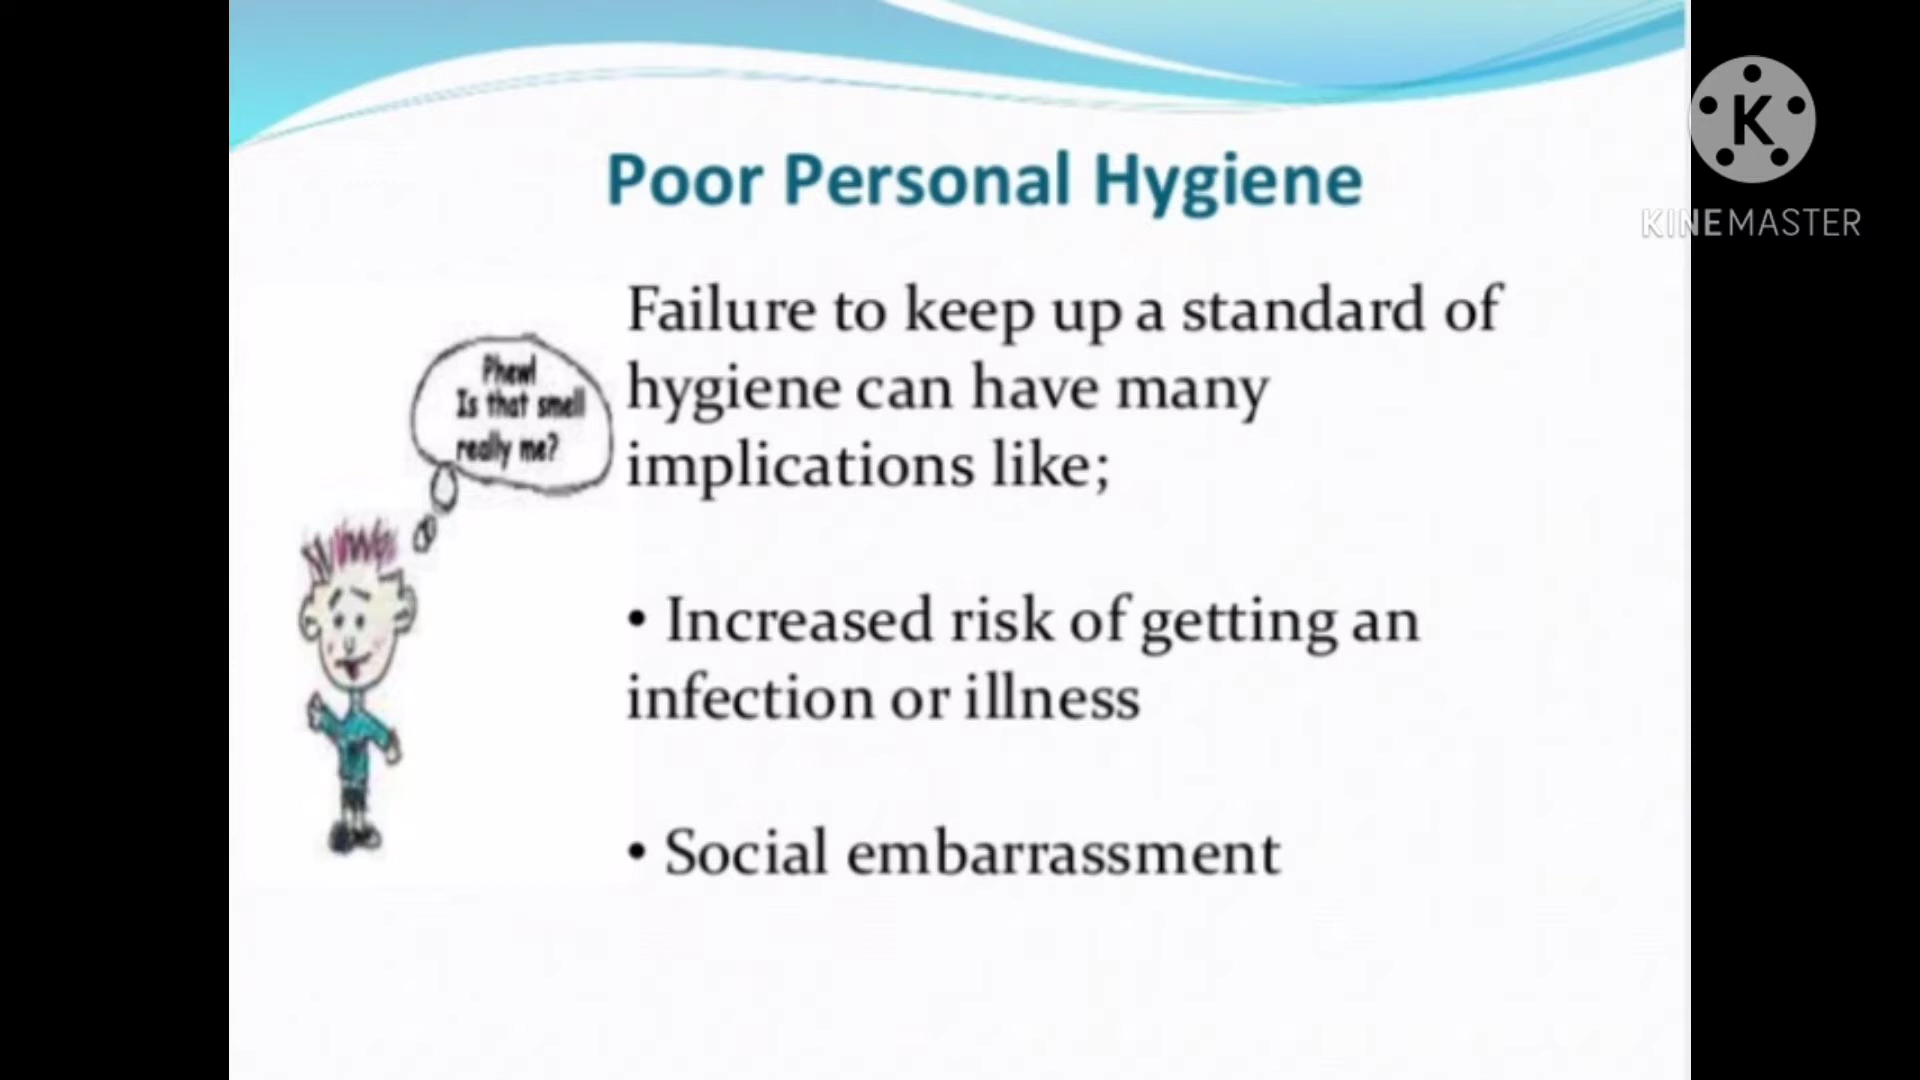 Poor Personal Hygiene
KINEMASTER
Failure to keep up a standard of
hygiene can have many
implications like;
Phew!
Is that smell
really me?
• Increased risk of getting an
infection or illness
• Social embarrassment